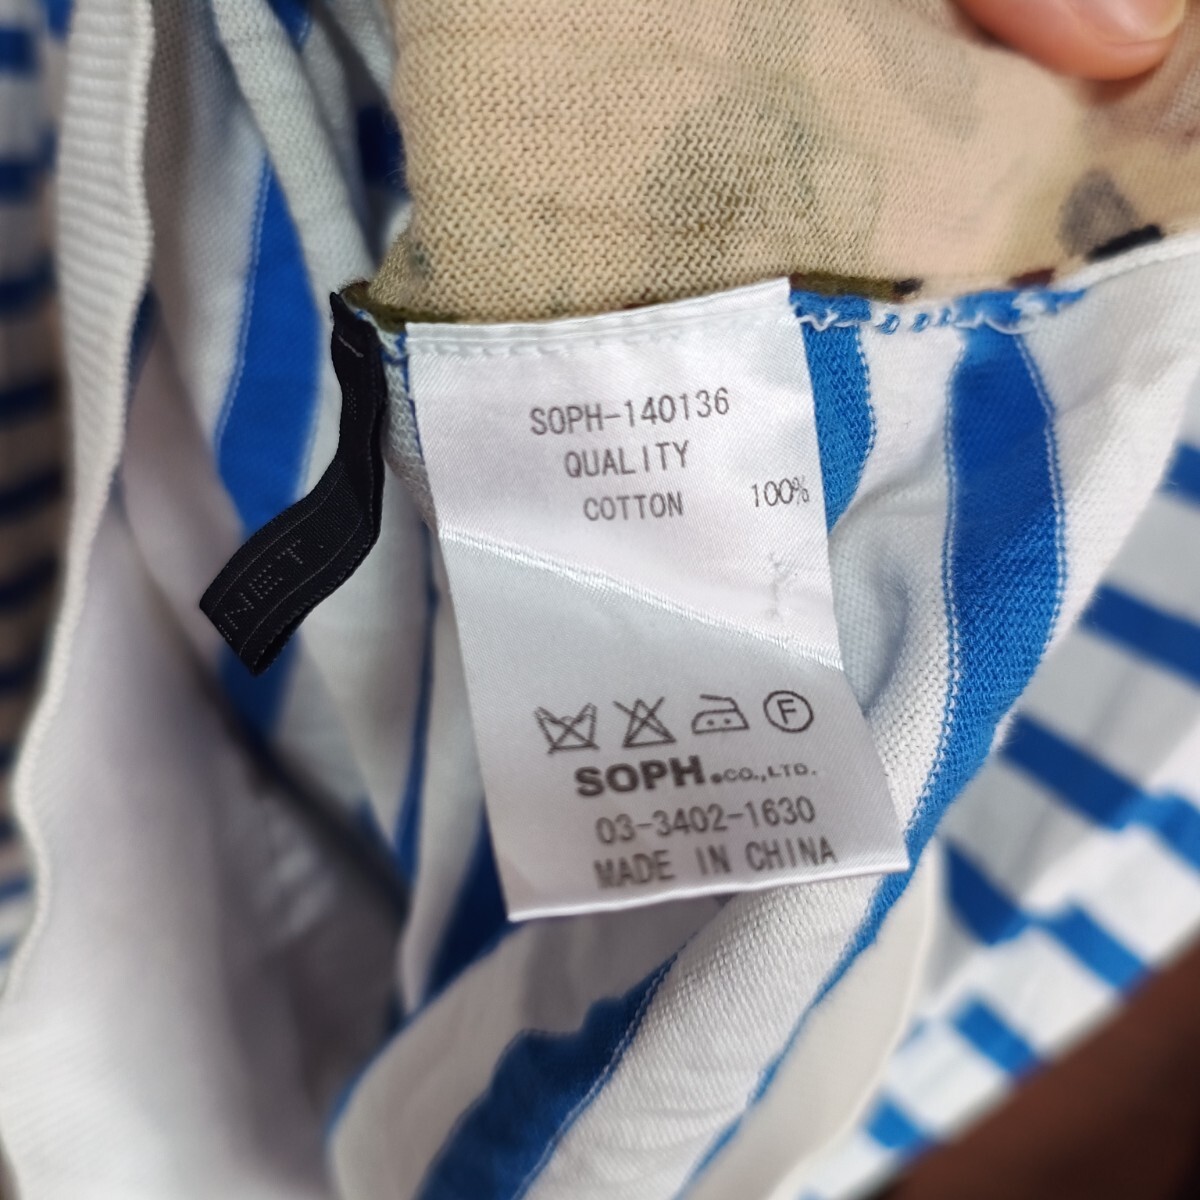 SOPH-140136
QUALITY
COTTON 100%
F
SOPH.CO.,LTD.
03-3402-1630
MADE IN CHINA
NET.